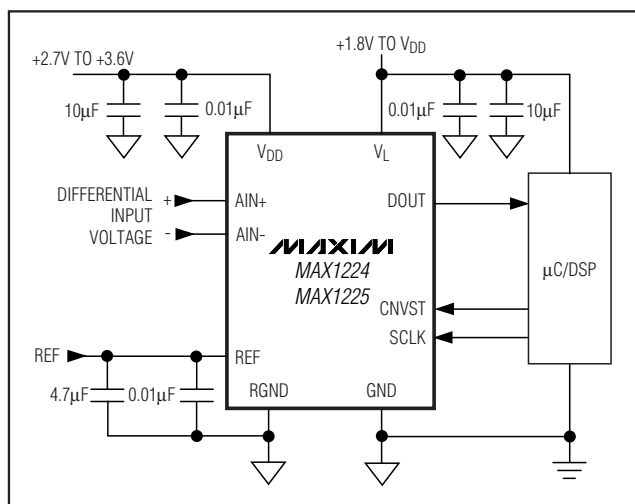 +2.7V TO +3.6V
+1.8V TO VDD
10µF
0.01µF
0.01µF
10µF
VDD
VL
DIFFERENTIAL
INPUT
VOLTAGE
+
-
AIN+
AIN-
DOUT
MAXIM
MAX1224
MAX1225
µC/DSP
CNVST
SCLK
REF
REF
4.7µF
0.01µF
RGND
GND